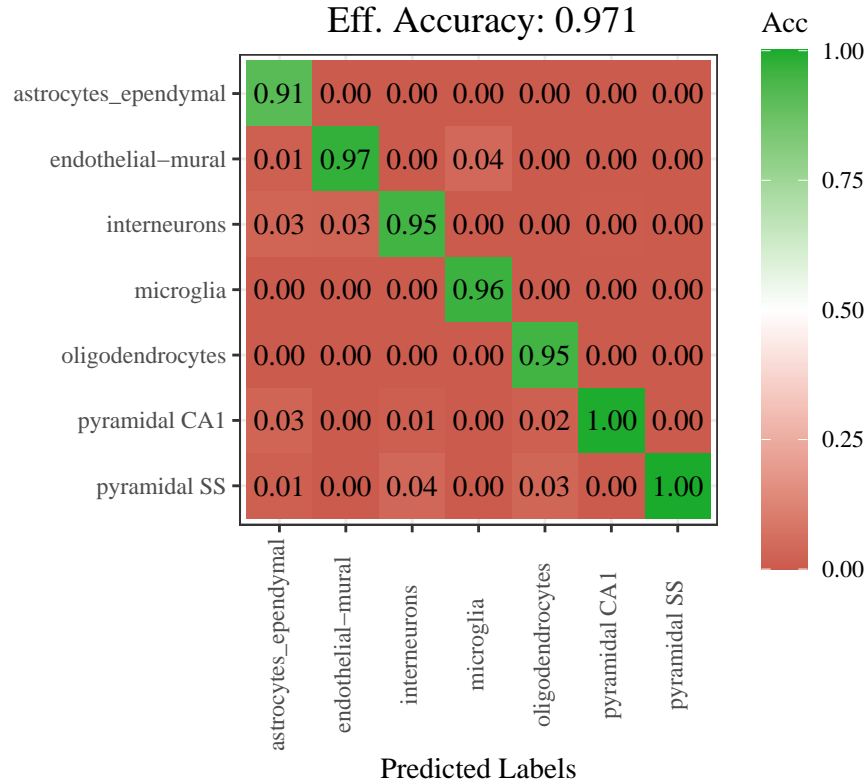 Eff. Accuracy: 0.971
Acc
astrocytes_ependymal 0.91 0.00 0.00 0.00 0.00 0.00 0.00
endothelial−mural 0.01 0.97 0.00 0.04 0.00 0.00 0.00
interneurons 0.03 0.03 0.95 0.00 0.00 0.00 0.00
microglia 0.00 0.00 0.00 0.96 0.00 0.00 0.00
oligodendrocytes 0.00 0.00 0.00 0.00 0.95 0.00 0.00
pyramidal CA1 0.03 0.00 0.01 0.00 0.02 1.00 0.00
pyramidal SS 0.01 0.00 0.04 0.00 0.03 0.00 1.00
1.00
0.75
0.50
0.25
0.00
astrocytes_ependymal
endothelial−mural
interneurons
microglia
oligodendrocytes
pyramidal CA1
pyramidal SS
Predicted Labels